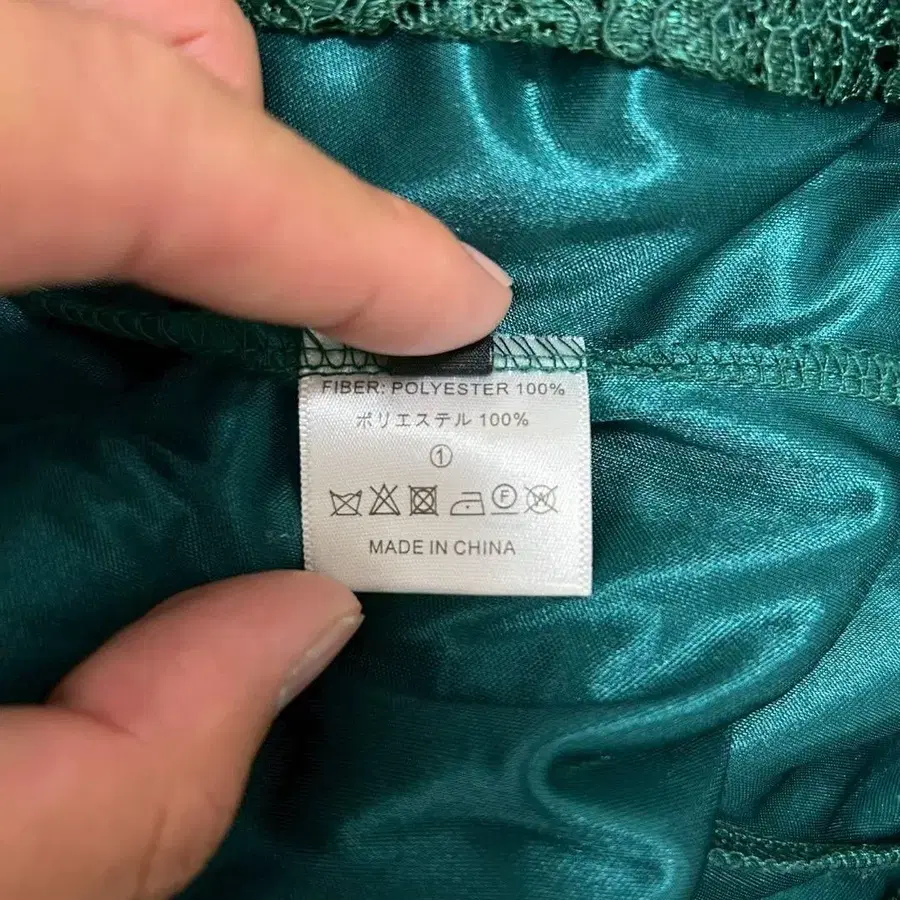 FIBER: POLYESTER 100%
ポリエステル 100%
①
F W
MADE IN CHINA